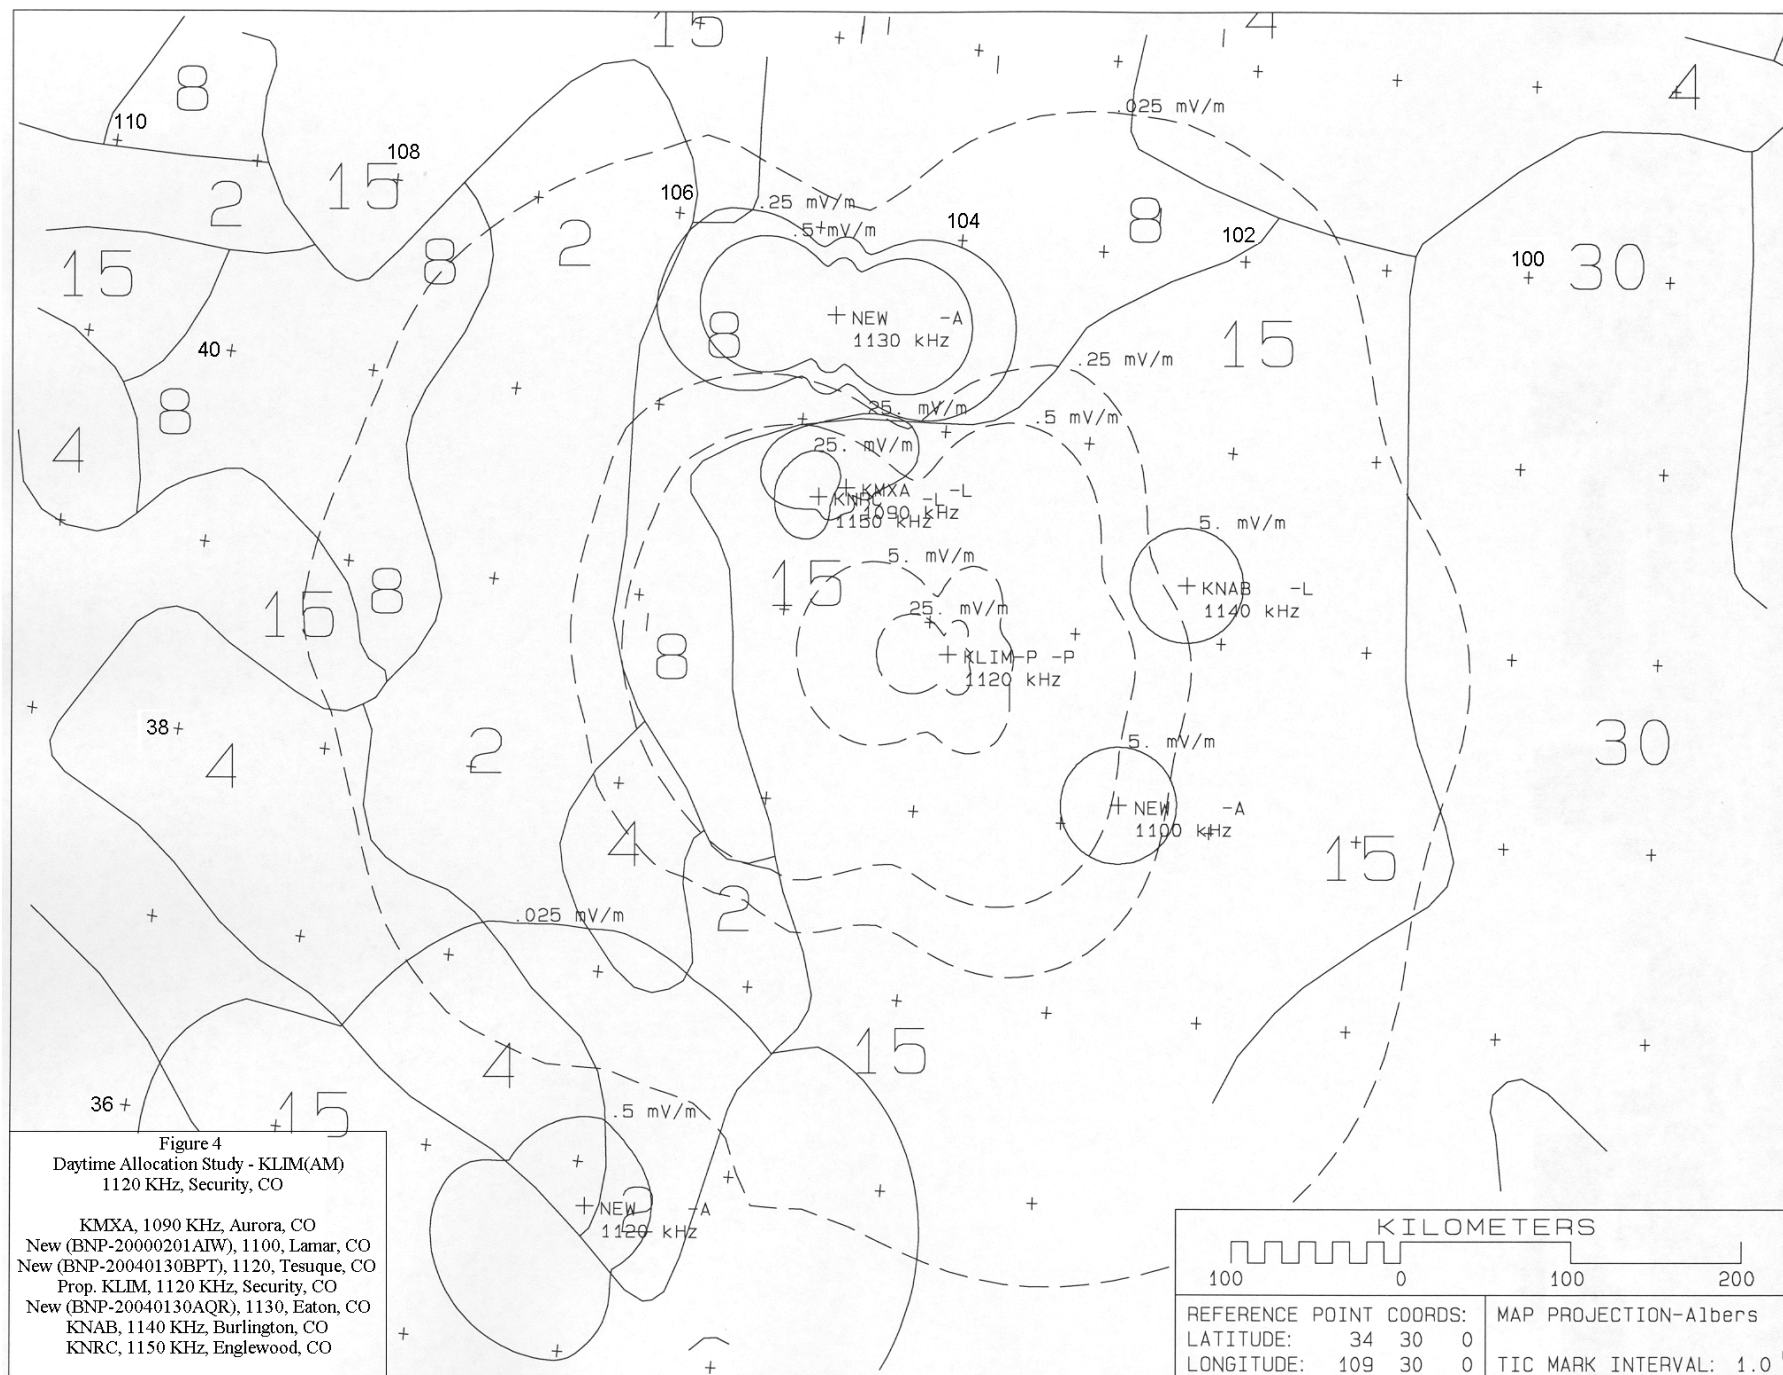 15
4
8
4
.025 mV/m
110
108
15
2
106
.25 mV/m
104
8
.5 mV/m
102
2
8
15
100
30
NEW -A
1130 kHz
8
15
40
.25 mV/m
8
25. mV/m
.5 mV/m
4
25. mV/m
KMXA -L
1090 kHz
KNRC -L
1150 kHz
5. mV/m
5. mV/m
15
8
KNAB -L
1140 kHz
15
25. mV/m
8
KLIM-P -P
1120 kHz
38
4
2
5. mV/m
30
NEW -A
1100 kHz
4
15
2
.025 mV/m
15
4
36
15
.5 mV/m
NEW -A
1120 kHz
2
Figure 4
Daytime Allocation Study - KLIM(AM)
1120 KHz, Security, CO
KMXA, 1090 KHz, Aurora, CO
New (BNP-20000201AIW), 1100, Lamar, CO
New (BNP-20040130BPT), 1120, Tesuque, CO
Prop. KLIM, 1120 KHz, Security, CO
New (BNP-20040130AQR), 1130, Eaton, CO
KNAB, 1140 KHz, Burlington, CO
KNRC, 1150 KHz, Englewood, CO
KILOMETERS
100 0 100 200
REFERENCE POINT COORDS:
LATITUDE: 34 30 0
LONGITUDE: 109 30 0
MAP PROJECTION-Albers
TIC MARK INTERVAL: 1.0